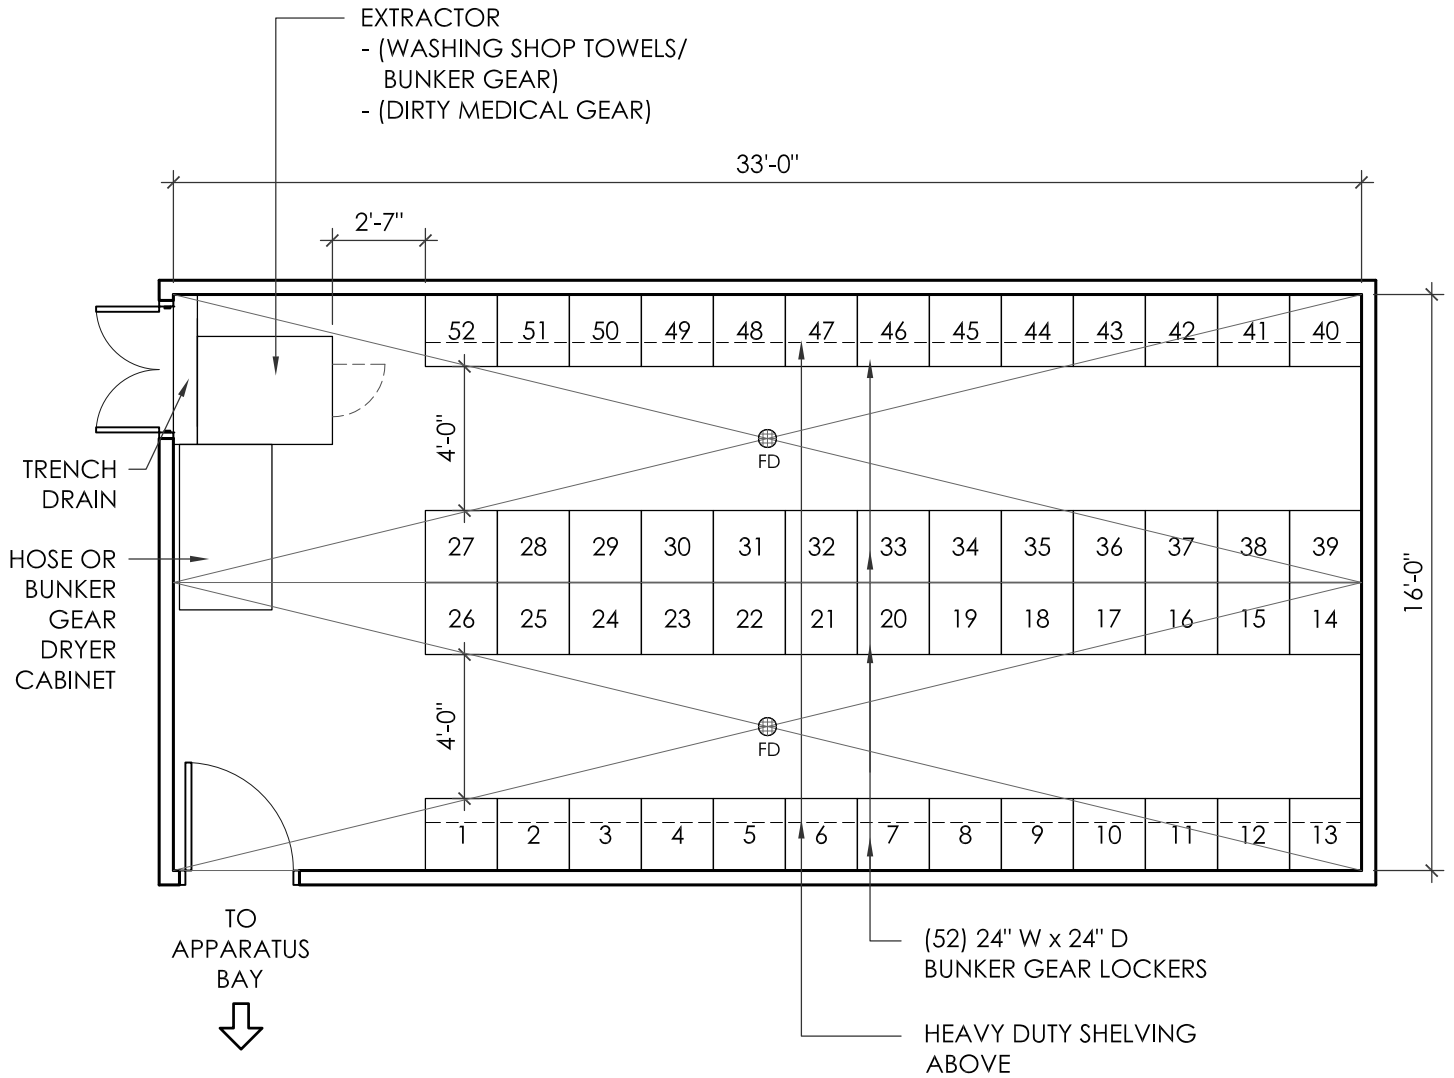 EXTRACTOR
- (WASHING SHOP TOWELS/
BUNKER GEAR)
- (DIRTY MEDICAL GEAR)
33'-0"
2'-7"
52 51 50 49 48 47 46 45 44 43 42 41 40
4'-0"
FD
TRENCH
DRAIN
HOSE OR
BUNKER
GEAR
DRYER
CABINET
27 28 29 30 31 32 33 34 35 36 37 38 39
16'-0"
26 25 24 23 22 21 20 19 18 17 16 15 14
4'-0"
FD
1 2 3 4 5 6 7 8 9 10 11 12 13
TO
APPARATUS
BAY
(52) 24" W x 24" D
BUNKER GEAR LOCKERS
HEAVY DUTY SHELVING
ABOVE